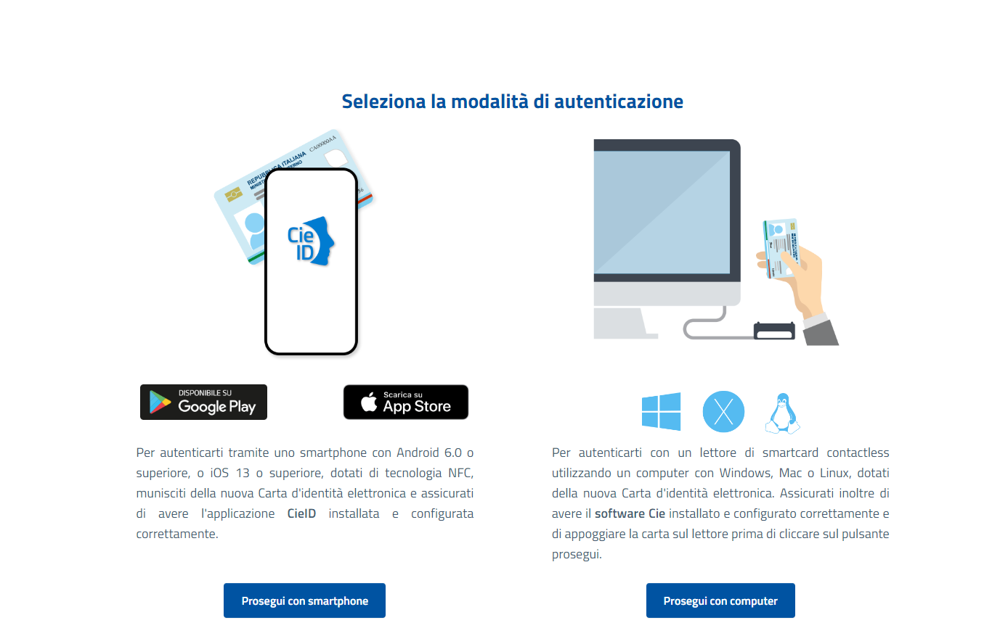 Seleziona la modalità di autenticazione
CA00000AA
REPUBBLICA ITALIANA
Cie
ID
DISPONIBILE SU
Google Play
Scarica su
App Store
Per autenticarti tramite uno smartphone con Android 6.0 o
superiore, o iOS 13 o superiore, dotati di tecnologia NFC,
munisciti della nuova Carta d'identità elettronica e assicurati
di avere l'applicazione CieID installata e configurata
correttamente.
Prosegui con smartphone
Per autenticarti con un lettore di smartcard contactless
utilizzando un computer con Windows, Mac o Linux, dotati
della nuova Carta d'identità elettronica. Assicurati inoltre di
avere il software Cie installato e configurato correttamente e
di appoggiare la carta sul lettore prima di cliccare sul pulsante
prosegui.
Prosegui con computer